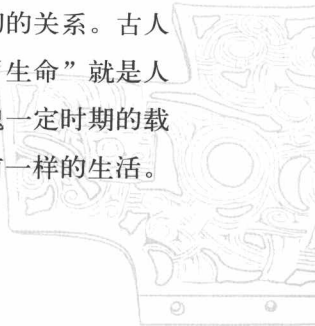 的关系。古人
生命”就是人
一定时期的载
一样的生活。